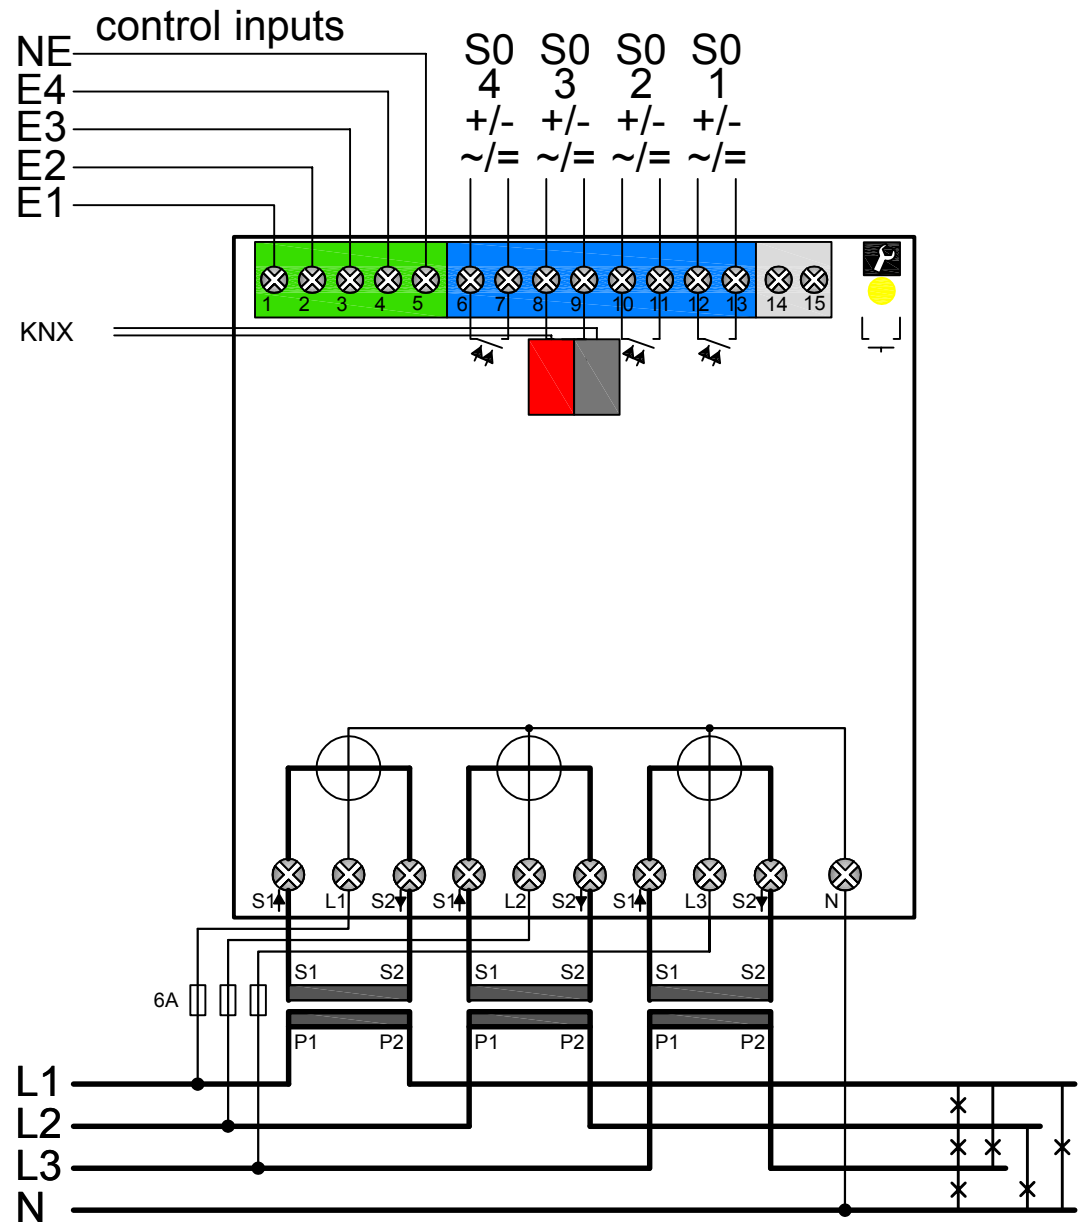 control inputs
NE
E4
E3
E2
E1
S0 S0 S0 S0
4 3 2 1
+/- +/- +/- +/-
~/= ~/= ~/= ~/=
1 2 3 4 5 6 7 8 9 10 11 12 13 14 15
KNX
S1 L1 S2 S1 L2 S2 S1 L3 S2 N
S1 S2 S1 S2 S1 S2
6A
P1 P2 P1 P2 P1 P2
L1
L2
L3
N